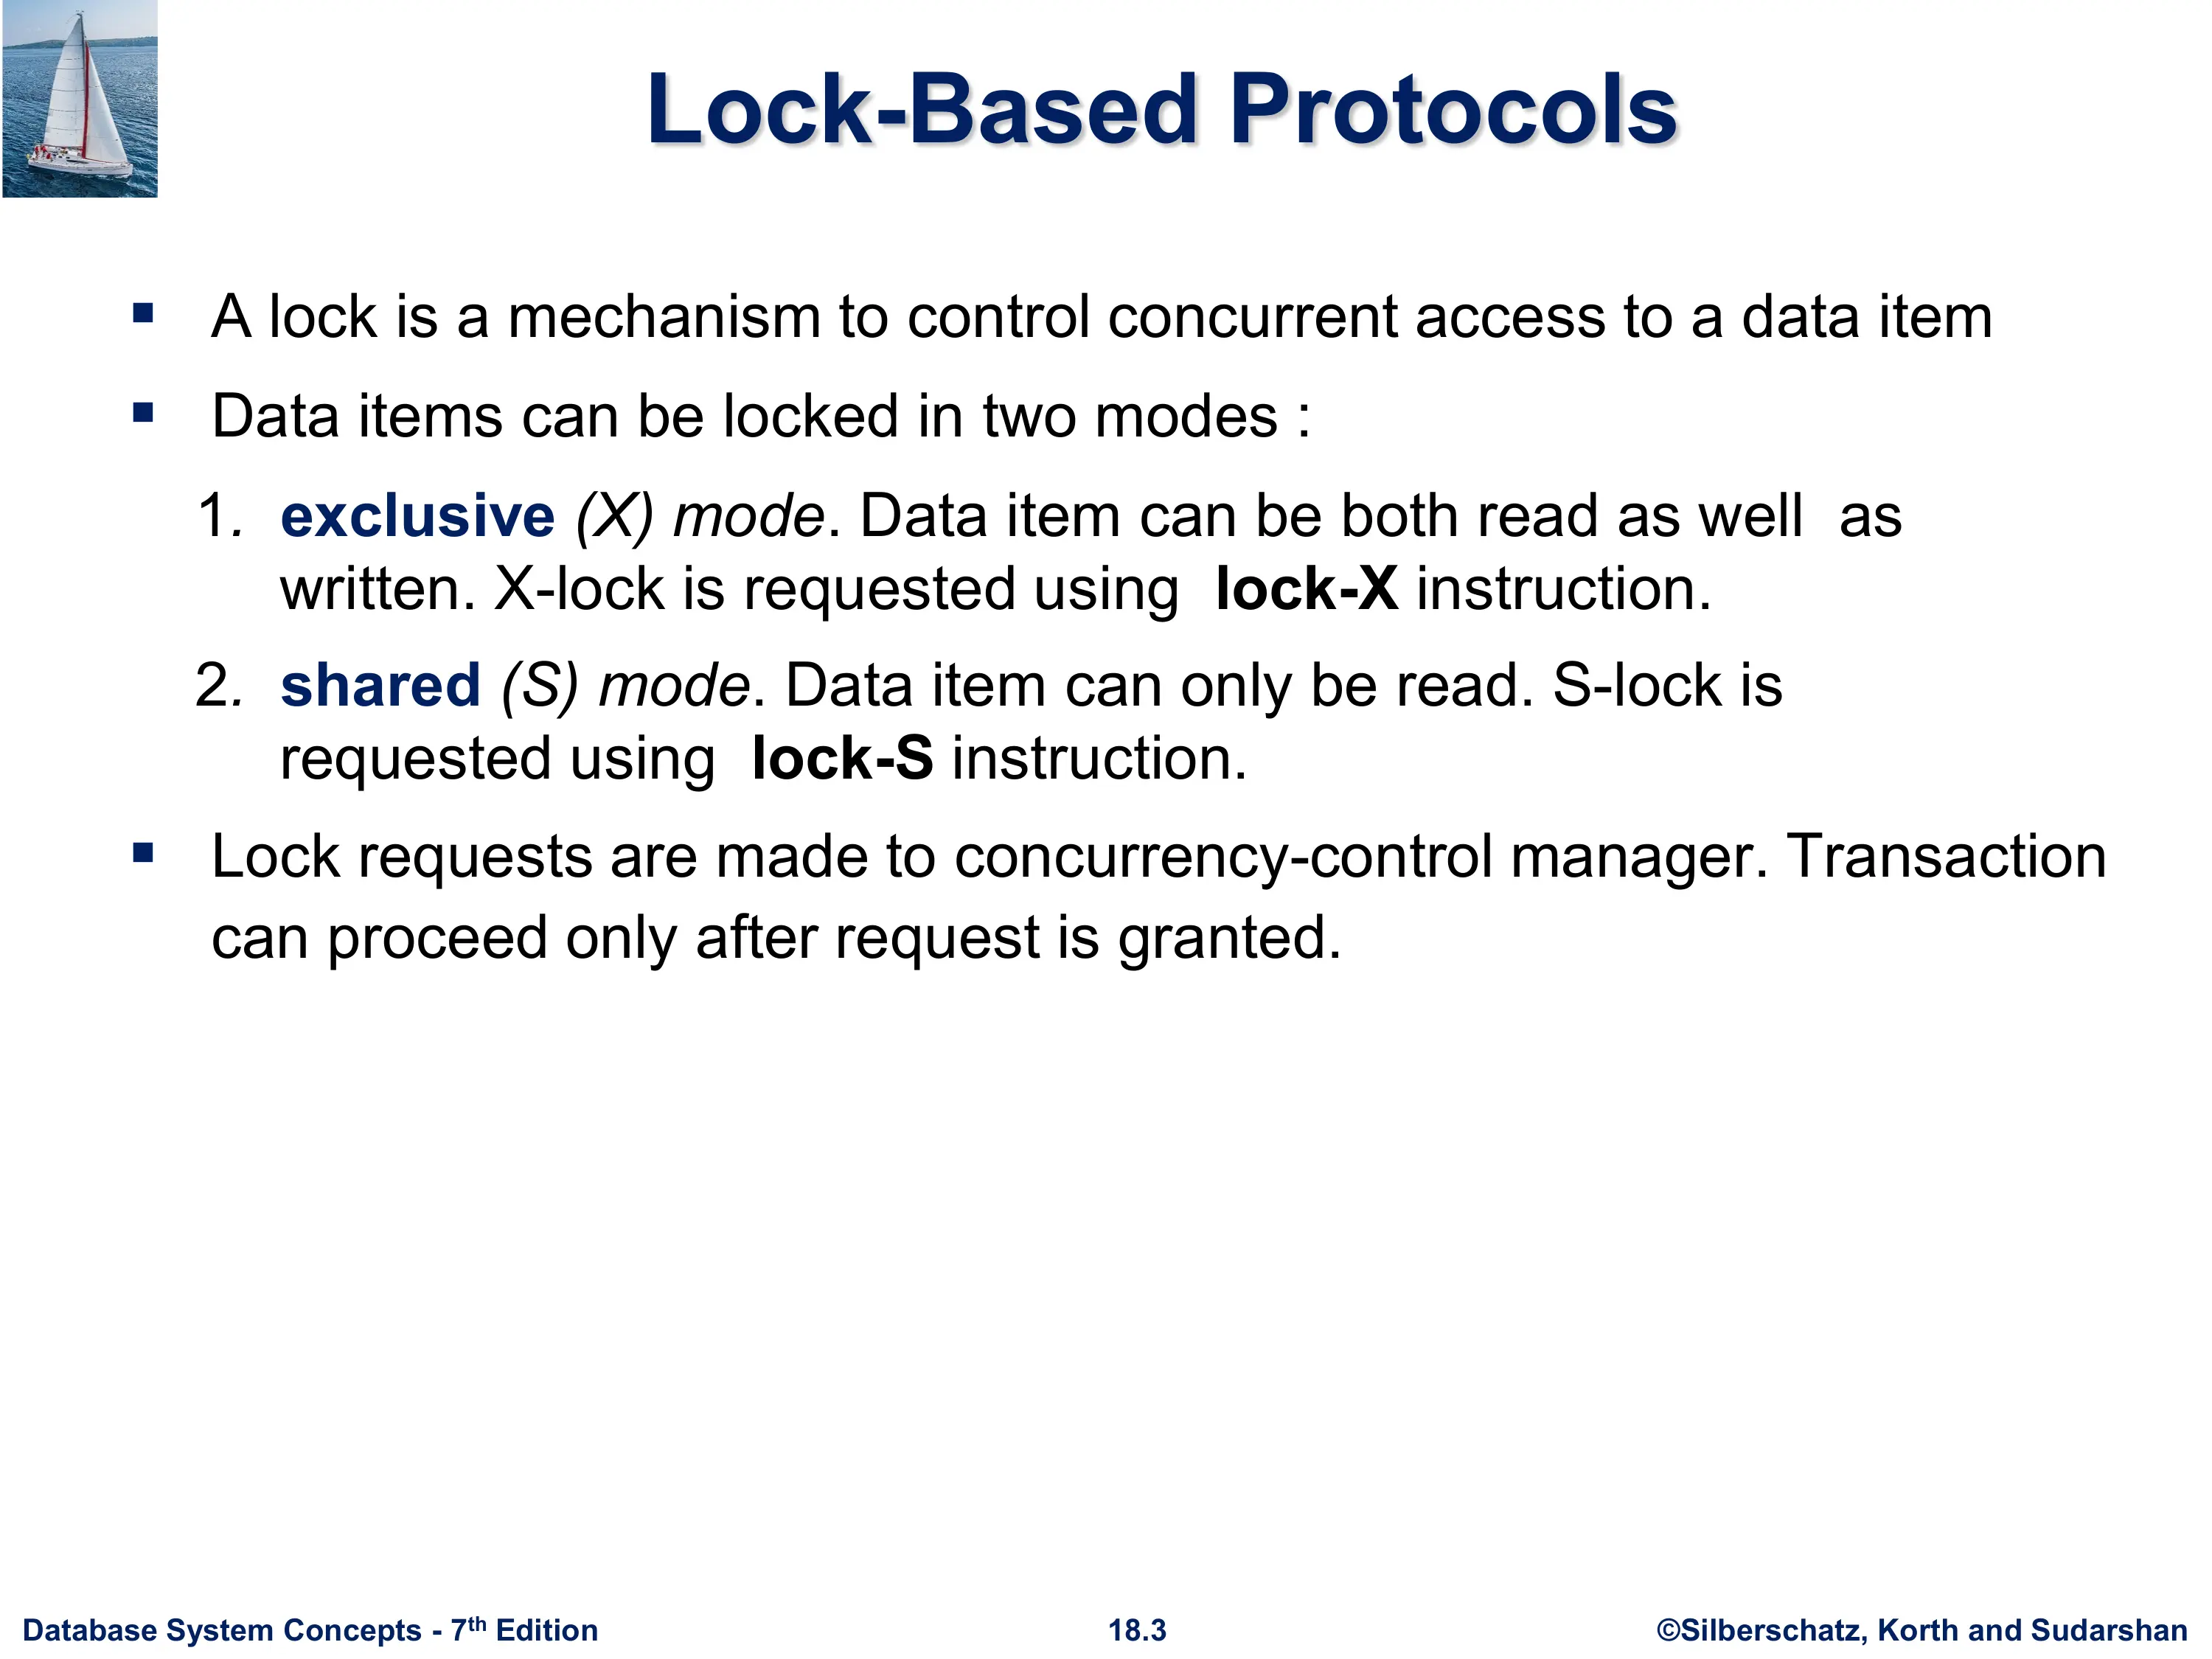 Lock-Based Protocols
▪ A lock is a mechanism to control concurrent access to a data item
▪ Data items can be locked in two modes :
1. exclusive (X) mode. Data item can be both read as well  as
written. X-lock is requested using  lock-X instruction.
2. shared (S) mode. Data item can only be read. S-lock is
requested using  lock-S instruction.
▪ Lock requests are made to concurrency-control manager. Transaction
can proceed only after request is granted.
Database System Concepts - 7th Edition
18.3
©Silberschatz, Korth and Sudarshan